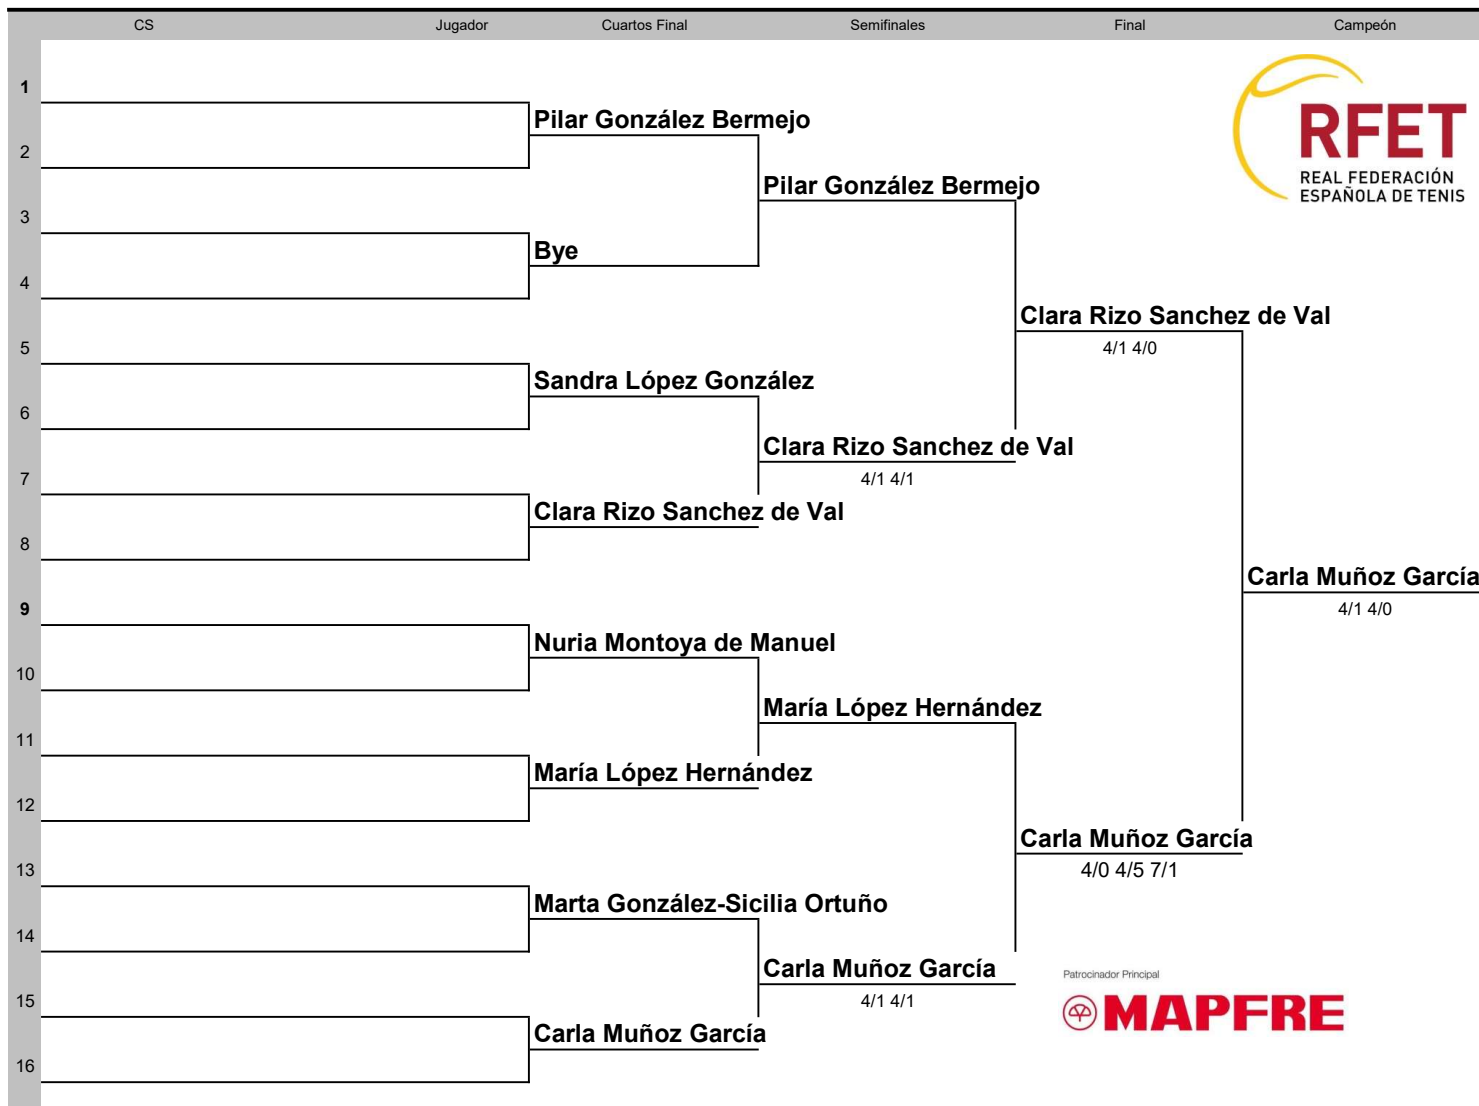 CS Jugador Cuartos Final Semifinales Final Campeón
1
RFET
REAL FEDERACIÓN
ESPAÑOLA DE TENIS
Pilar González Bermejo
2
Pilar González Bermejo
3
Bye
4
Clara Rizo Sanchez de Val
5
4/1 4/0
Sandra López González
6
Clara Rizo Sanchez de Val
7
4/1 4/1
Clara Rizo Sanchez de Val
8
Carla Muñoz García
9
4/1 4/0
Nuria Montoya de Manuel
10
María López Hernández
11
María López Hernández
12
Carla Muñoz García
13
4/0 4/5 7/1
Marta González-Sicilia Ortuño
14
Carla Muñoz García
Patrocinador Principal
15
4/1 4/1
MAPFRE
Carla Muñoz García
16